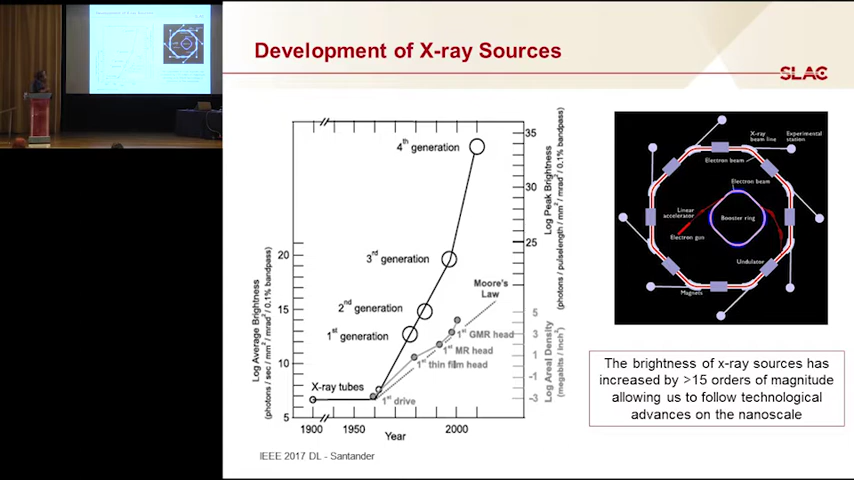 Development of X-ray Sources
SLAC
4th generation
3rd generation
2nd generation
1st generation
X-ray tubes
Moore's
Law
1st GMR head
1st MR head
1st thin film head
1st drive
Log Average Brightness
(photons / sec / mm² / mrad² / 0,1% bandpass)
20
15
10
5
1900
1950
2000
Year
35
30
25
Log Peak Brightness
(photons / pulselength / mm² / mrad² / 0,1% bandpass)
5
3
1
-1
-3
Log Areal Density
(megabits / inch²)
X-ray
beam line
Experimental
station
Electron beam
Electron beam
Linear
accelerator
Booster ring
Electron gun
Undulator
Magnets
The brightness of x-ray sources has
increased by >15 orders of magnitude
allowing us to follow technological
advances on the nanoscale
IEEE 2017 DL - Santander